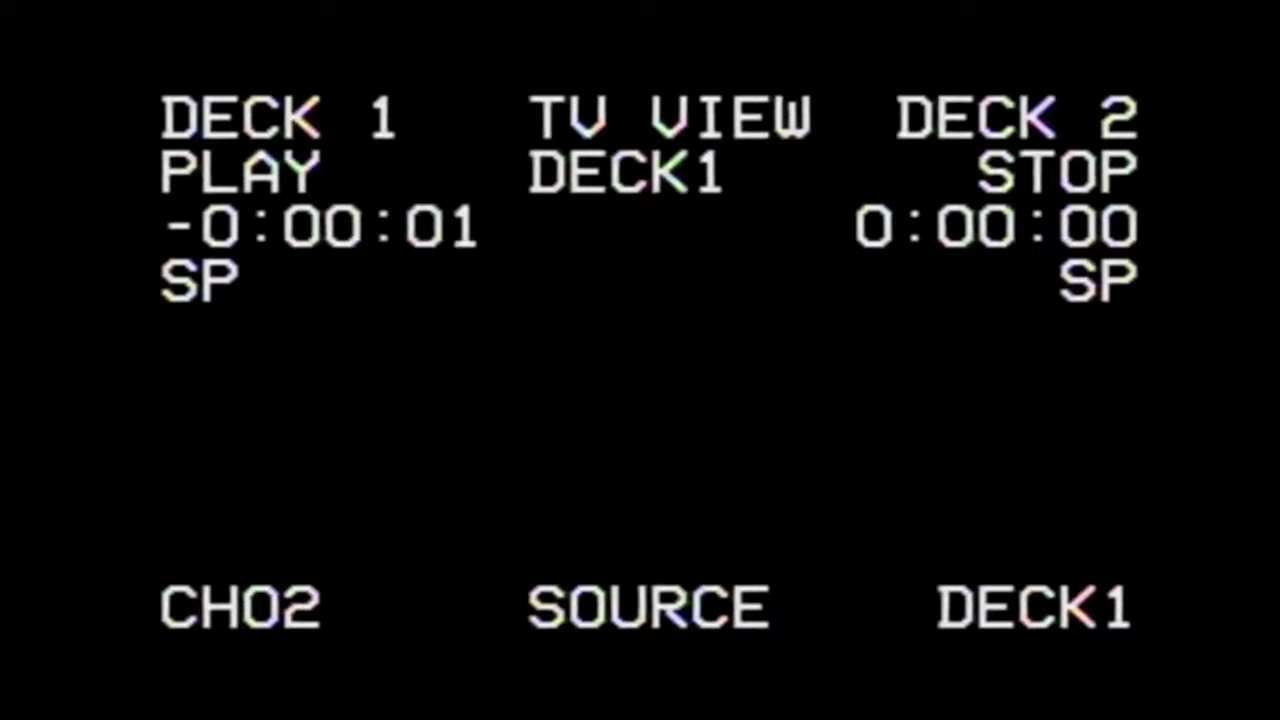 DECK 1 TV VIEW DECK 2
PLAY DECK1 STOP
-0:00:01 0:00:00
SP SP
CH02 SOURCE DECK1